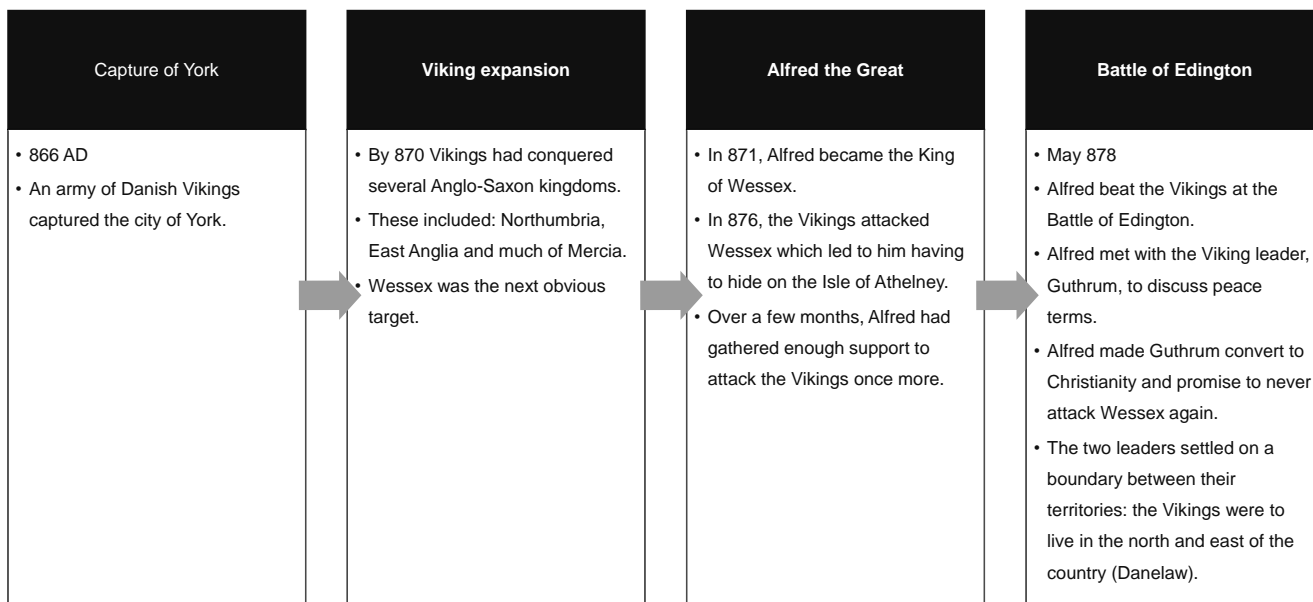 Capture of York
• 866 AD
• An army of Danish Vikings
captured the city of York.
Viking expansion
• By 870 Vikings had conquered
several Anglo-Saxon kingdoms.
• These included: Northumbria,
East Anglia and much of Mercia.
• Wessex was the next obvious
target.
Alfred the Great
• In 871, Alfred became the King
of Wessex.
• In 876, the Vikings attacked
Wessex which led to him having
to hide on the Isle of Athelney.
• Over a few months, Alfred had
gathered enough support to
attack the Vikings once more.
Battle of Edington
• May 878
• Alfred beat the Vikings at the
Battle of Edington.
• Alfred met with the Viking leader,
Guthrum, to discuss peace
terms.
• Alfred made Guthrum convert to
Christianity and promise to never
attack Wessex again.
• The two leaders settled on a
boundary between their
territories: the Vikings were to
live in the north and east of the
country (Danelaw).